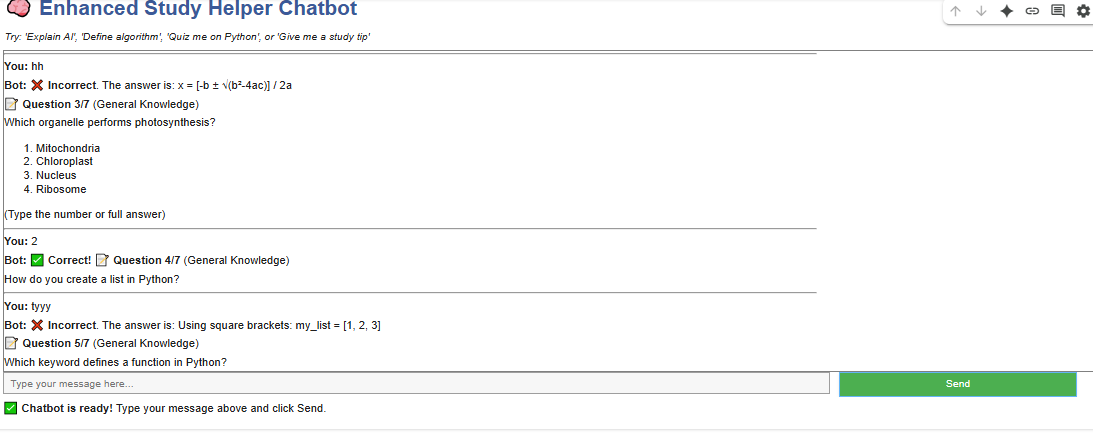 Enhanced Study Helper Chatbot
Try: 'Explain AI', 'Define algorithm', 'Quiz me on Python', or 'Give me a study tip'
You: hh
Bot: ❌ Incorrect. The answer is: x = [-b ± √(b²-4ac)] / 2a
📝 Question 3/7 (General Knowledge)
Which organelle performs photosynthesis?
1. Mitochondria
2. Chloroplast
3. Nucleus
4. Ribosome
(Type the number or full answer)
You: 2
Bot: ✅ Correct! 📝 Question 4/7 (General Knowledge)
How do you create a list in Python?
You: tyyy
Bot: ❌ Incorrect. The answer is: Using square brackets: my_list = [1, 2, 3]
📝 Question 5/7 (General Knowledge)
Which keyword defines a function in Python?
Type your message here...
Send
✅ Chatbot is ready! Type your message above and click Send.